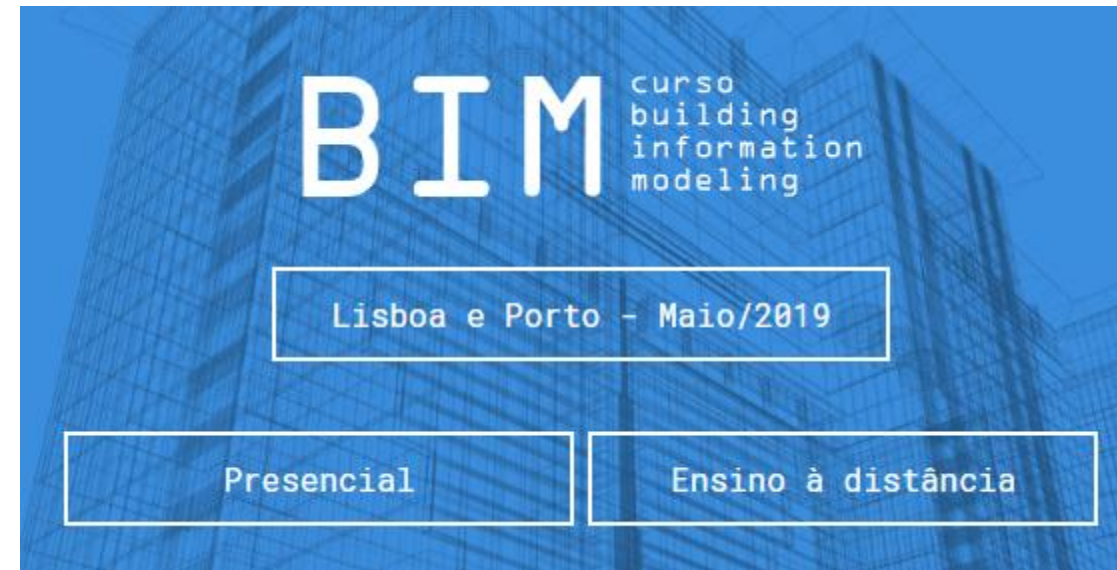 BIM
curso
building
information
modeling
Lisboa e Porto - Maio/2019
Presencial
Ensino à distância